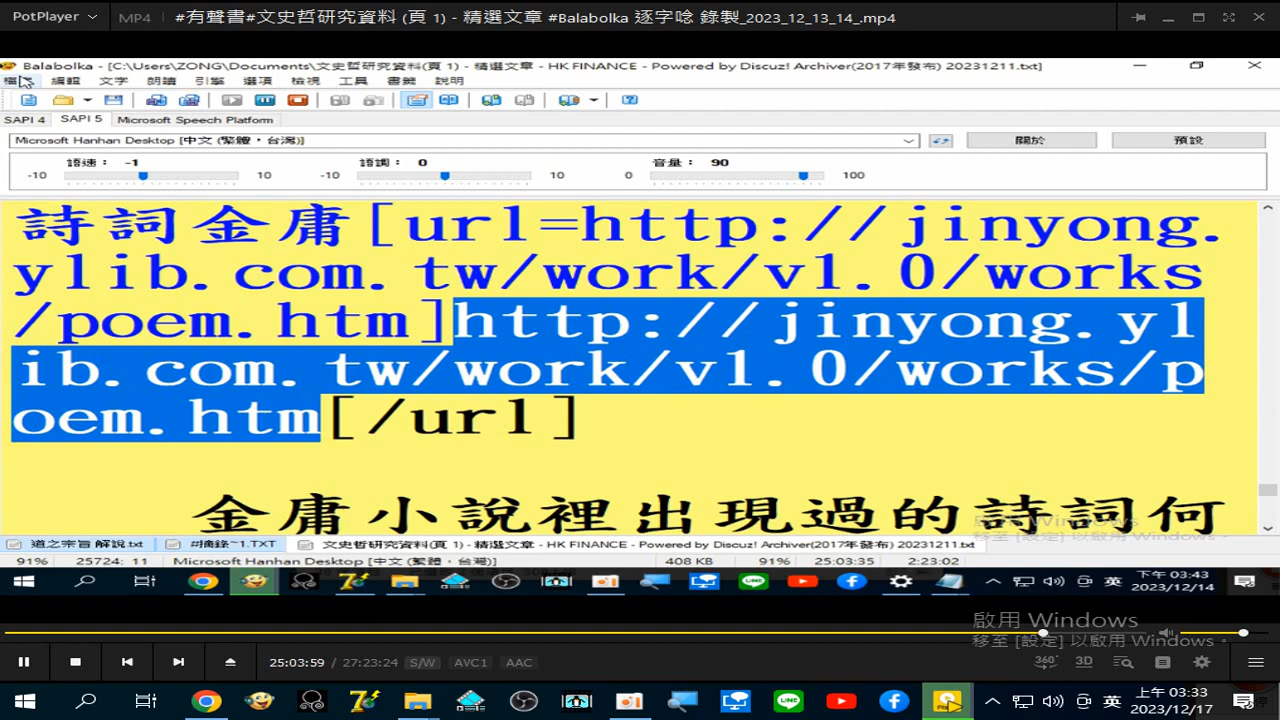 PotPlayer MP4 #有聲書#文史哲研究資料 (頁 1) - 精選文章 #Balabolka 逐字唸 錄製_2023_12_13_14_.mp4
Balabolka - [C:\Users\ZONG\Documents\文史哲研究資料(頁 1) - 精選文章 - HK FINANCE - Powered by Discuz! Archiver(2017年發布) 20231211.txt]
檔案 編輯 文字 朗讀 引擎 選項 檢視 工具 書籤 說明
SAPI 4 SAPI 5 Microsoft Speech Platform
Microsoft Hanhan Desktop [中文 (繁體，台灣)] 關於 預設
語速： -1 語調： 0 音量： 90
-10 10 -10 10 0 100
詩詞金庸[url=http://jinyong.
ylib.com.tw/work/v1.0/works
/poem.htm]http://jinyong.yl
ib.com.tw/work/v1.0/works/p
oem.htm[/url]
金庸小說裡出現過的詩詞何
啟用 Windows
移至 [設定] 以啟用 Windows。
道之宗旨 解說.txt #摘錄~1.TXT 文史哲研究資料(頁 1) - 精選文章 - HK FINANCE - Powered by Discuz! Archiver(2017年發布) 20231211.txt
91% 25724: 11 Microsoft Hanhan Desktop [中文 (繁體，台灣)] 408 KB 91% 25:03:35 2:23:02
英 下午 03:43
2023/12/14
啟用 Windows
移至 [設定] 以啟用 Windows。
25:03:59 / 27:23:24 S/W AVC1 AAC 360° 3D
英 上午 03:33
2023/12/17